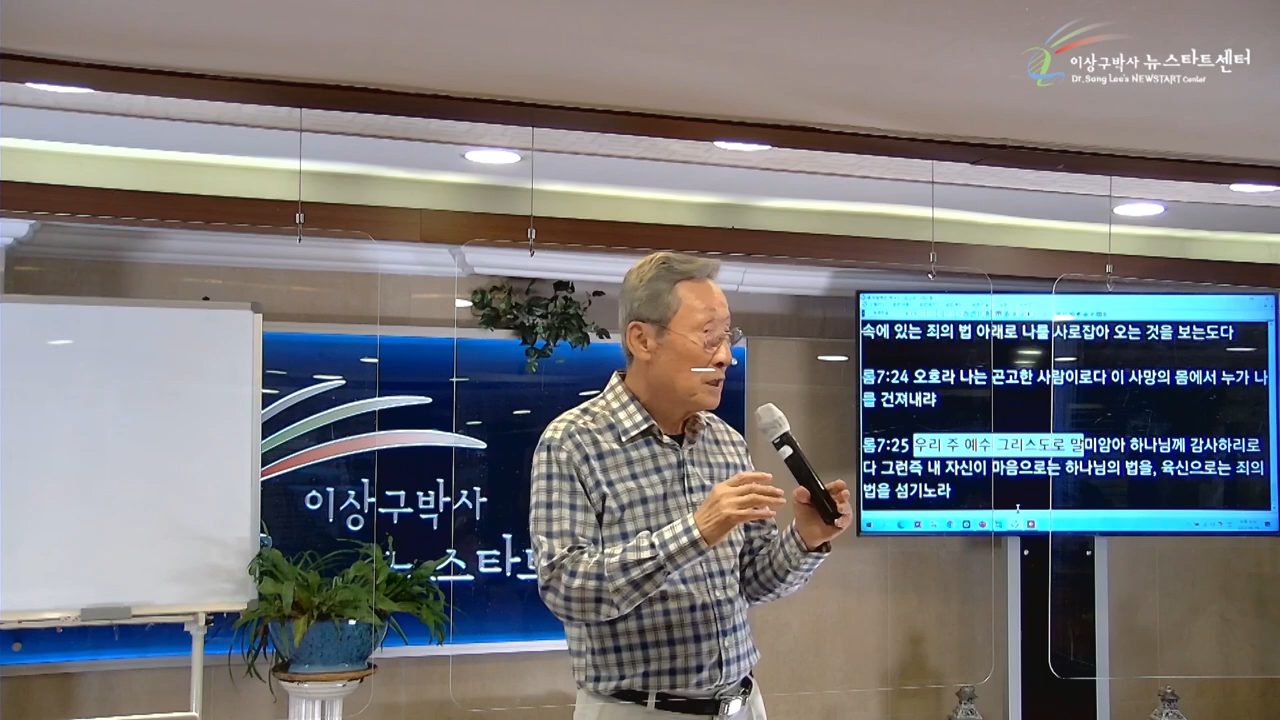 이상구박사 뉴스타트센터
Dr. Sang Lee's NEWSTART Center
속에 있는 죄의 법 아래로 나를 사로잡아 오는 것을 보는도다
롬7:24 오호라 나는 곤고한 사람이로다 이 사망의 몸에서 누가 나
를 건져내랴
롬7:25 우리 주 예수 그리스도로 말미암아 하나님께 감사하리로
다 그런즉 내 자신이 마음으로는 하나님의 법을, 육신으로는 죄의
법을 섬기노라
이상구박사
뉴스타트